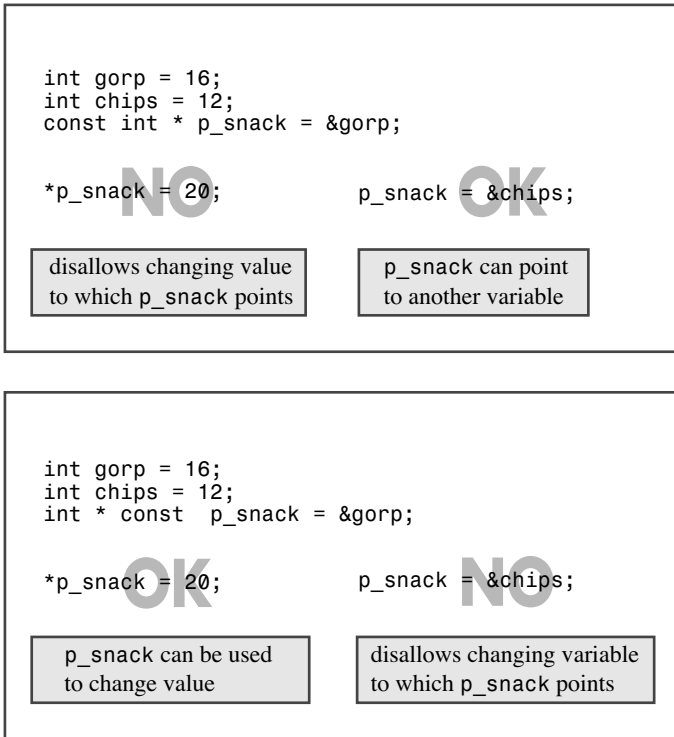 int gorp = 16;
int chips = 12;
const int * p_snack = &gorp;
*p_snack = 20;
NO
p_snack = &chips;
OK
disallows changing value
to which p_snack points
p_snack can point
to another variable
int gorp = 16;
int chips = 12;
int * const  p_snack = &gorp;
*p_snack = 20;
OK
p_snack = &chips;
NO
p_snack can be used
to change value
disallows changing variable
to which p_snack points